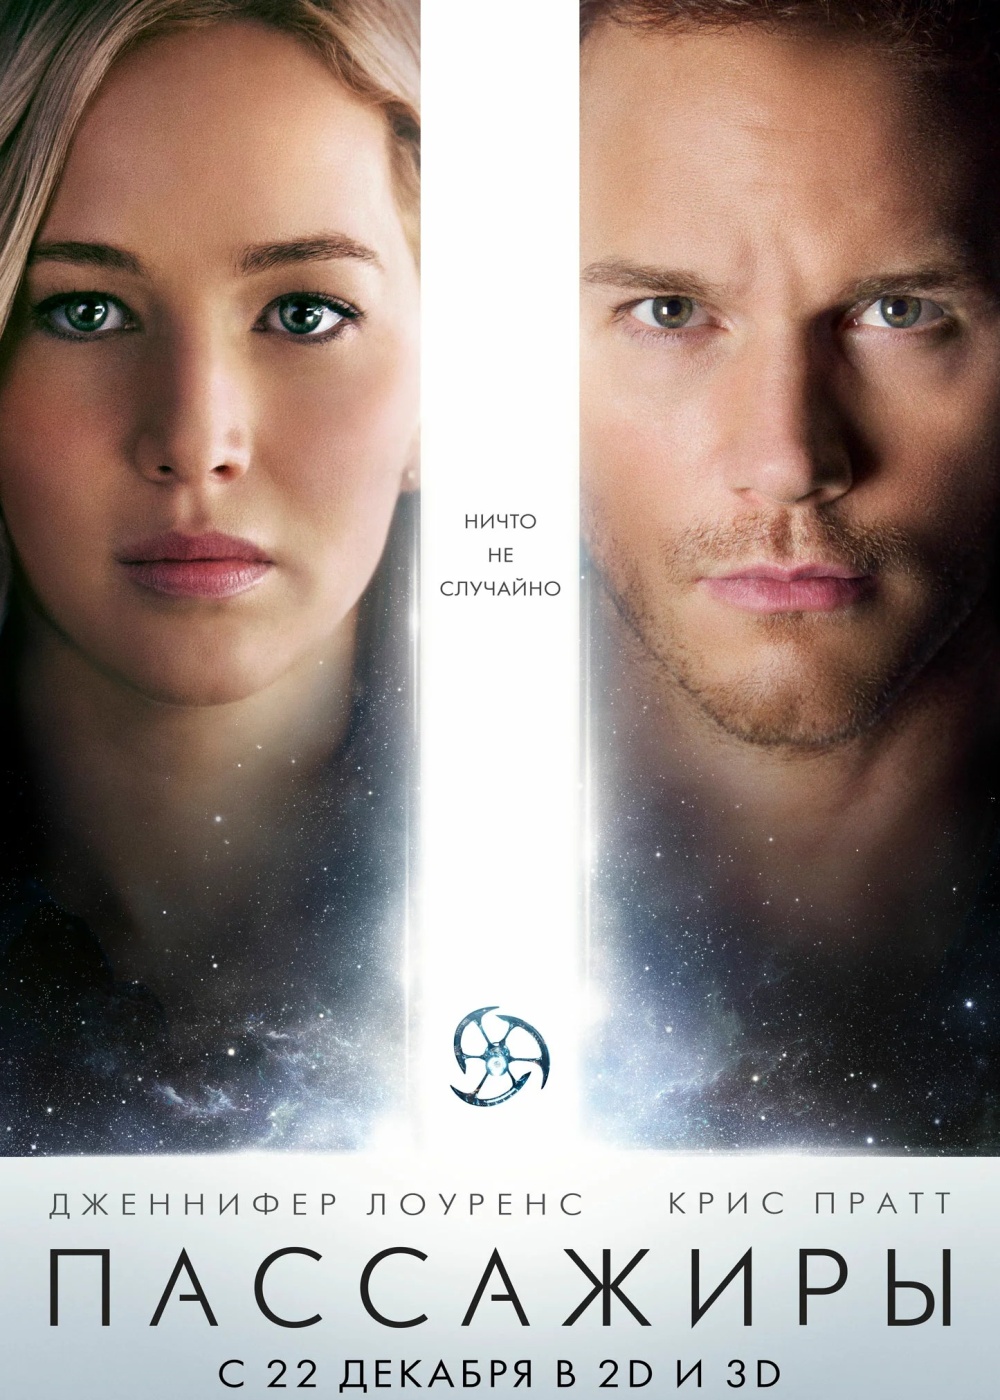 НИЧТО
НЕ
СЛУЧАЙНО
ДЖЕННИФЕР ЛОУРЕНС КРИС ПРАТТ
ПАССАЖИРЫ
С 22 ДЕКАБРЯ В 2D И 3D